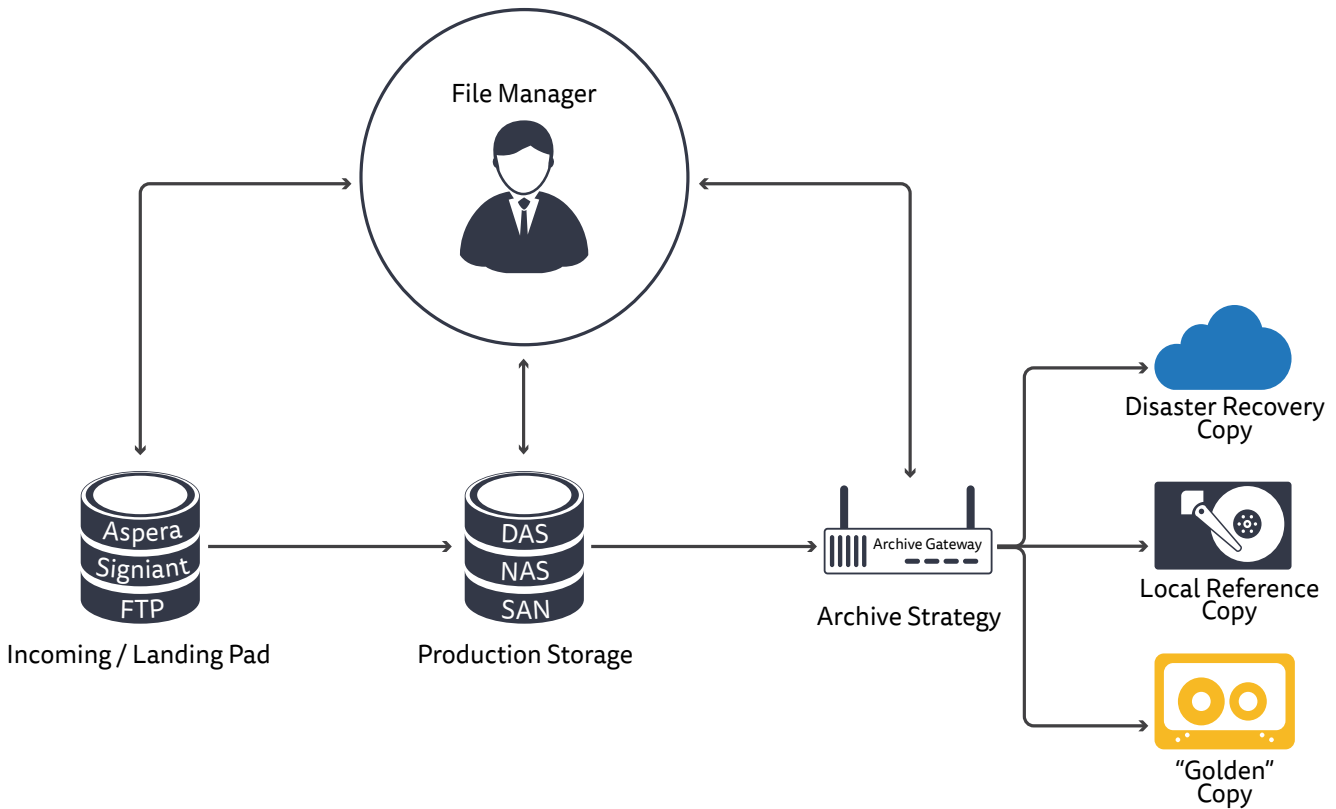 File Manager
Aspera
Signiant
FTP
Incoming / Landing Pad
DAS
NAS
SAN
Production Storage
Archive Gateway
Archive Strategy
Disaster Recovery
Copy
Local Reference
Copy
“Golden”
Copy